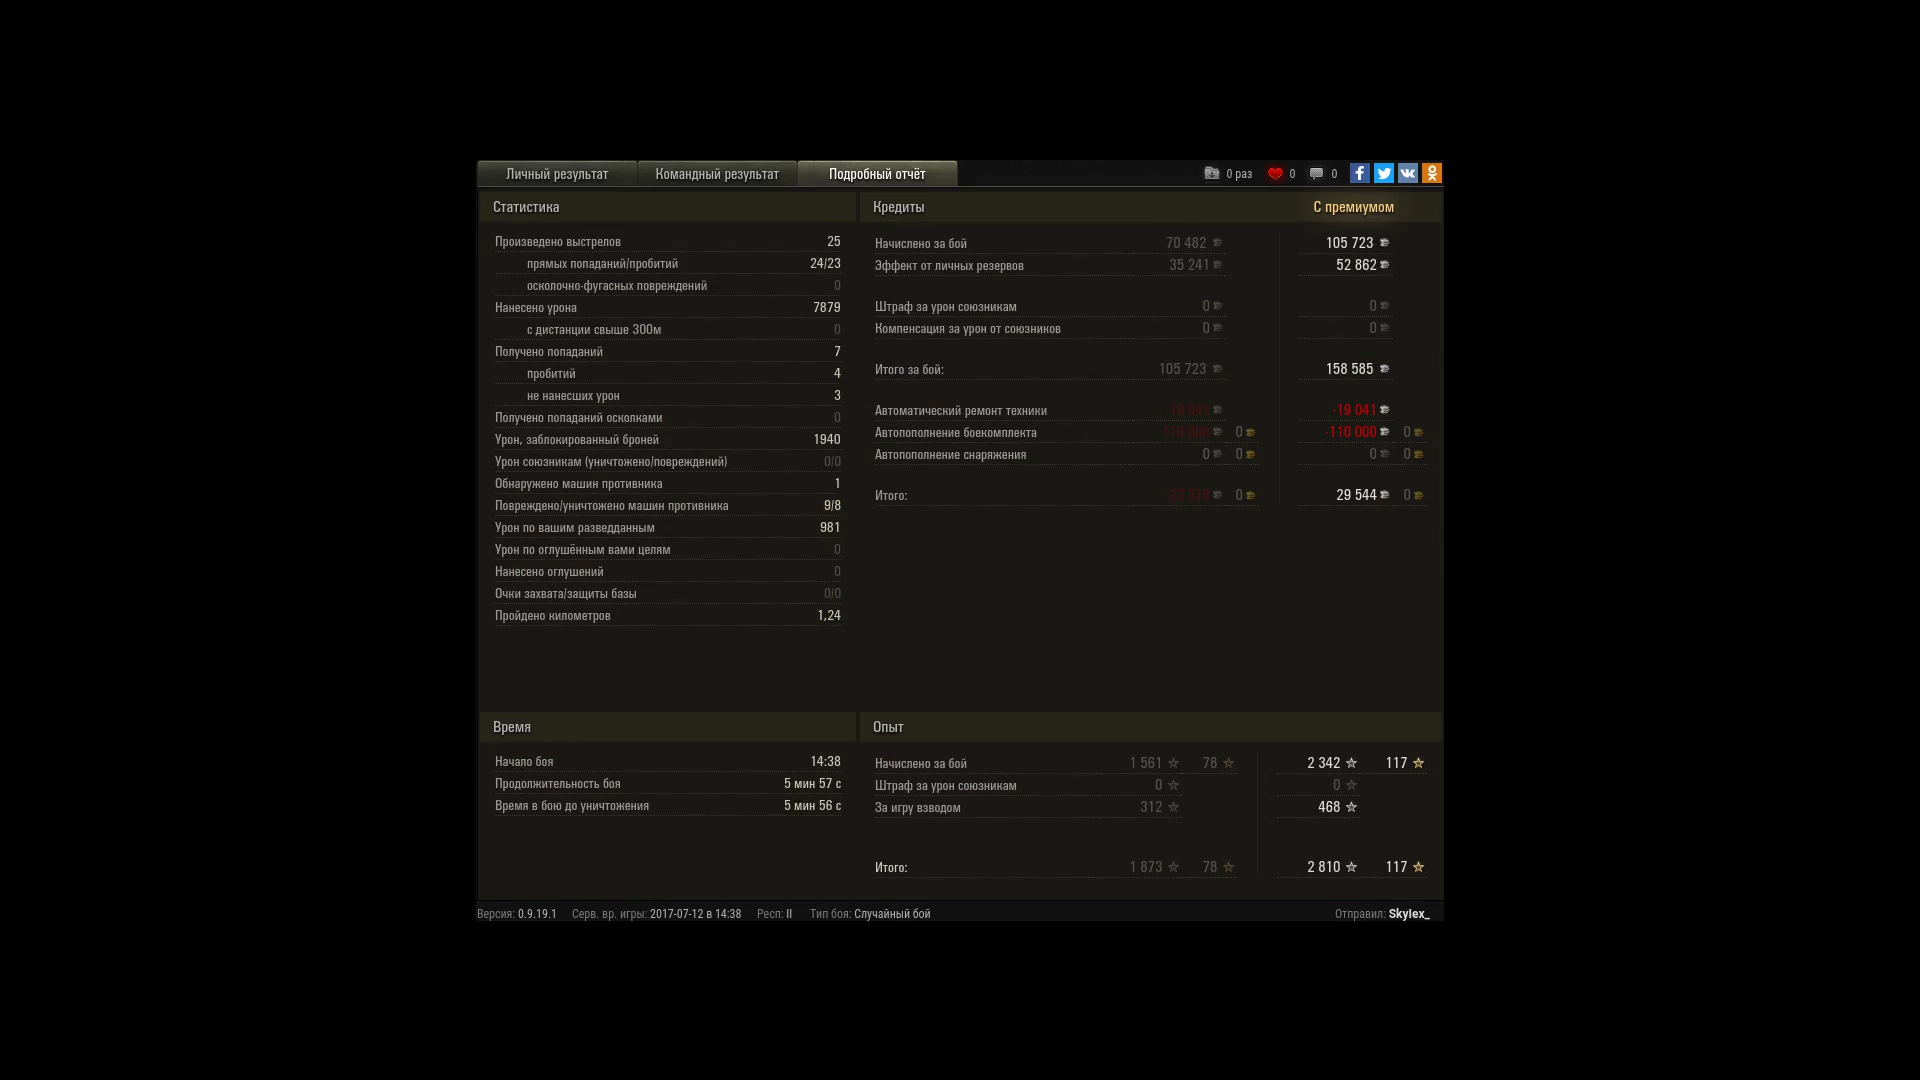 Личный результат Командный результат Подробный отчёт 0 раз 0 0
Статистика
Произведено выстрелов 25
прямых попаданий/пробитий 24/23
осколочно-фугасных повреждений 0
Нанесено урона 7879
с дистанции свыше 300м 0
Получено попаданий 7
пробитий 4
не нанесших урон 3
Получено попаданий осколками 0
Урон, заблокированный броней 1940
Урон союзникам (уничтожено/повреждений) 0/0
Обнаружено машин противника 1
Повреждено/уничтожено машин противника 9/8
Урон по вашим разведданным 981
Урон по оглушённым вами целям 0
Нанесено оглушений 0
Очки захвата/защиты базы 0/0
Пройдено километров 1,24
Кредиты С премиумом
Начислено за бой 70 482 105 723
Эффект от личных резервов 35 241 52 862
Штраф за урон союзникам 0 0
Компенсация за урон от союзников 0 0
Итого за бой: 105 723 158 585
Автоматический ремонт техники -19 041 -19 041
Автопополнение боекомплекта -110 000 0 -110 000 0
Автопополнение снаряжения 0 0 0 0
Итого: 0 29 544 0
Время
Начало боя 14:38
Продолжительность боя 5 мин 57 с
Время в бою до уничтожения 5 мин 56 с
Опыт
Начислено за бой 1 561 78 2 342 117
Штраф за урон союзникам 0 0
За игру взводом 312 468
Итого: 1 873 78 2 810 117
Версия: 0.9.19.1 Серв. вр. игры: 2017-07-12 в 14:38 Респ: II Тип боя: Случайный бой Отправил: Skylex_